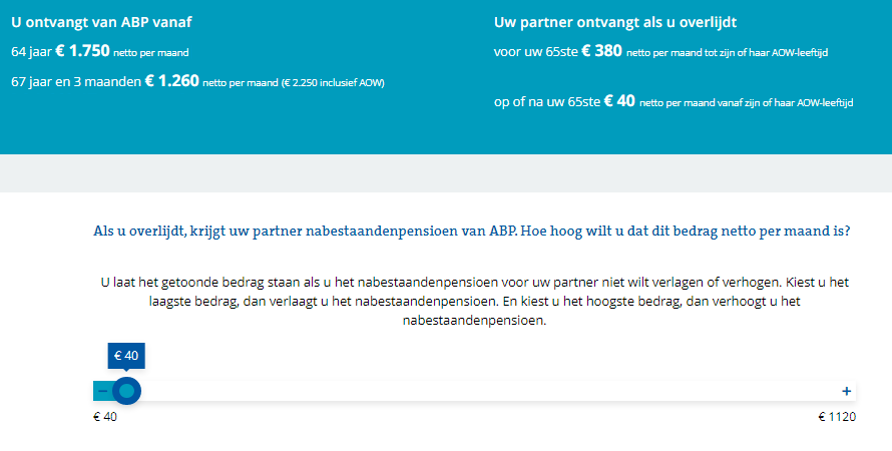 U ontvangt van ABP vanaf
64 jaar € 1.750 netto per maand
67 jaar en 3 maanden € 1.260 netto per maand (€ 2.250 inclusief AOW)
Uw partner ontvangt als u overlijdt
voor uw 65ste € 380 netto per maand tot zijn of haar AOW-leeftijd
op of na uw 65ste € 40 netto per maand vanaf zijn of haar AOW-leeftijd
Als u overlijdt, krijgt uw partner nabestaandenpensioen van ABP. Hoe hoog wilt u dat dit bedrag netto per maand is?
U laat het getoonde bedrag staan als u het nabestaandenpensioen voor uw partner niet wilt verlagen of verhogen. Kiest u het
laagste bedrag, dan verlaagt u het nabestaandenpensioen. En kiest u het hoogste bedrag, dan verhoogt u het
nabestaandenpensioen.
€ 40
− +
€ 40 € 1120